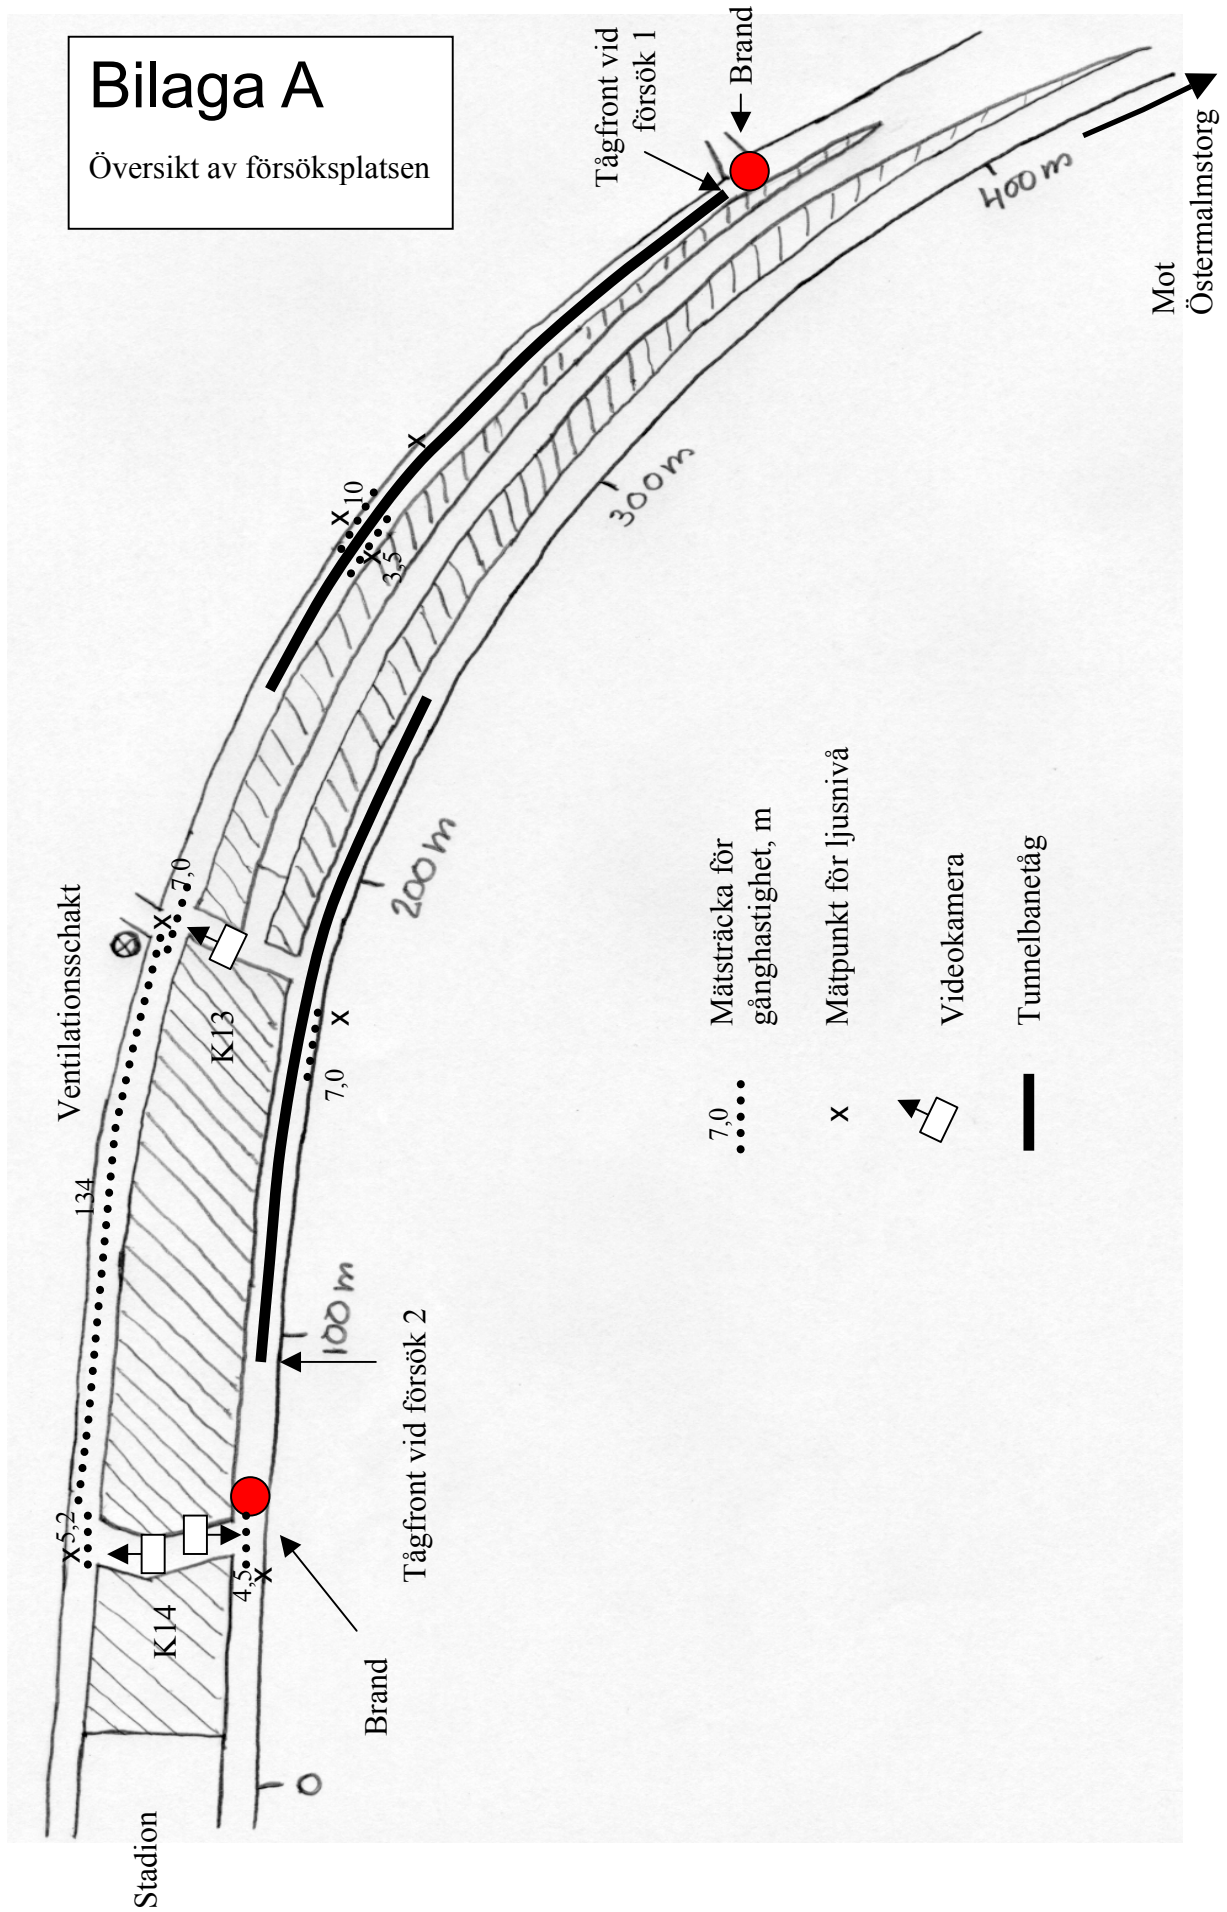 Bilaga A
Översikt av försöksplatsen
Tågfront vid
försök 1
Brand
400 m
Mot
Östermalmstorg
10
3,5
300 m
Ventilationsschakt
7,0
200 m
K13
7,0
134
100 m
Tågfront vid försök 2
5,2
4,5
K14
Brand
0
Stadion
7,0
Mätsträcka för
gånghastighet, m
x
Mätpunkt för ljusnivå
Videokamera
Tunnelbanetåg